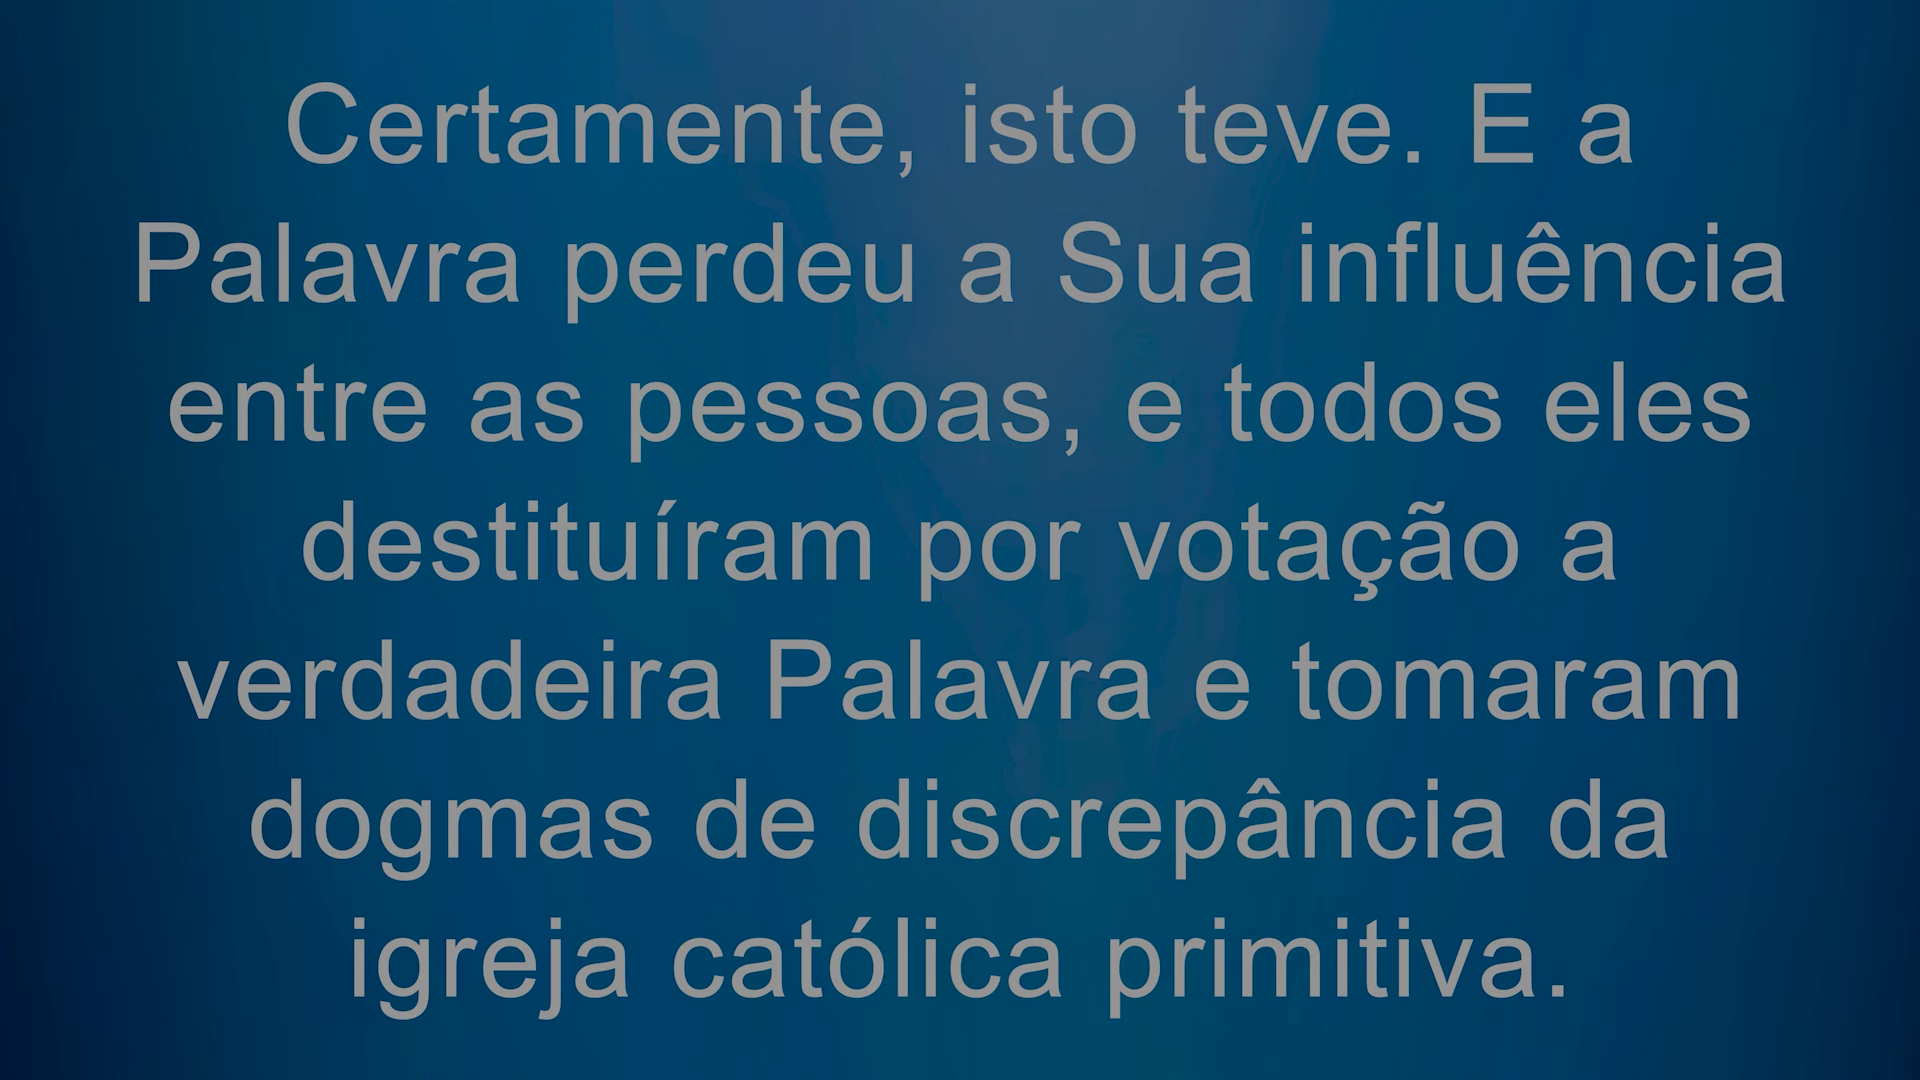 Certamente, isto teve. E a
Palavra perdeu a Sua influência
entre as pessoas, e todos eles
destituíram por votação a
verdadeira Palavra e tomaram
dogmas de discrepância da
igreja católica primitiva.